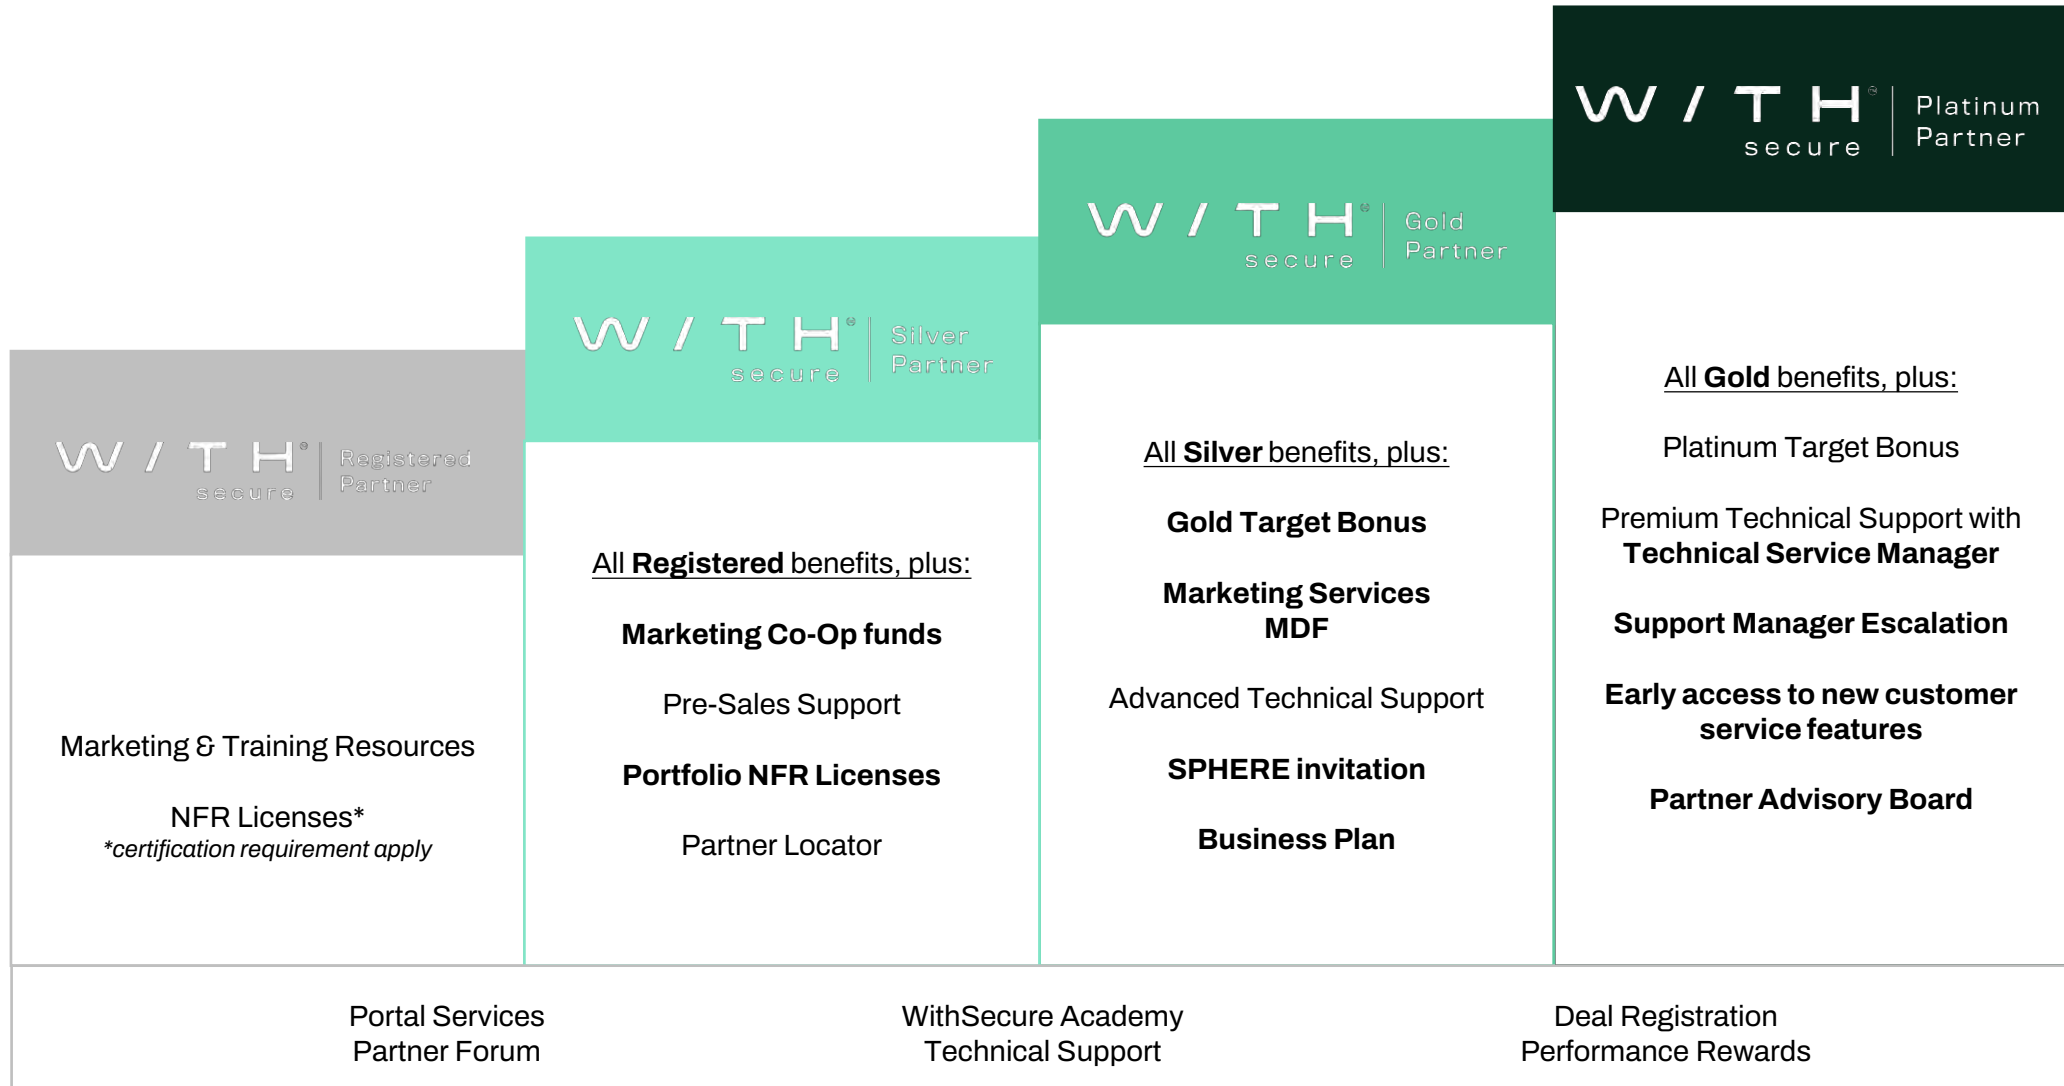 W / T H® secure | Registered Partner
Marketing & Training Resources
NFR Licenses*
*certification requirement apply
W / T H® secure | Silver Partner
All Registered benefits, plus:
Marketing Co-Op funds
Pre-Sales Support
Portfolio NFR Licenses
Partner Locator
W / T H® secure | Gold Partner
All Silver benefits, plus:
Gold Target Bonus
Marketing Services
MDF
Advanced Technical Support
SPHERE invitation
Business Plan
W / T H® secure | Platinum Partner
All Gold benefits, plus:
Platinum Target Bonus
Premium Technical Support with
Technical Service Manager
Support Manager Escalation
Early access to new customer
service features
Partner Advisory Board
Portal Services
Partner Forum
WithSecure Academy
Technical Support
Deal Registration
Performance Rewards